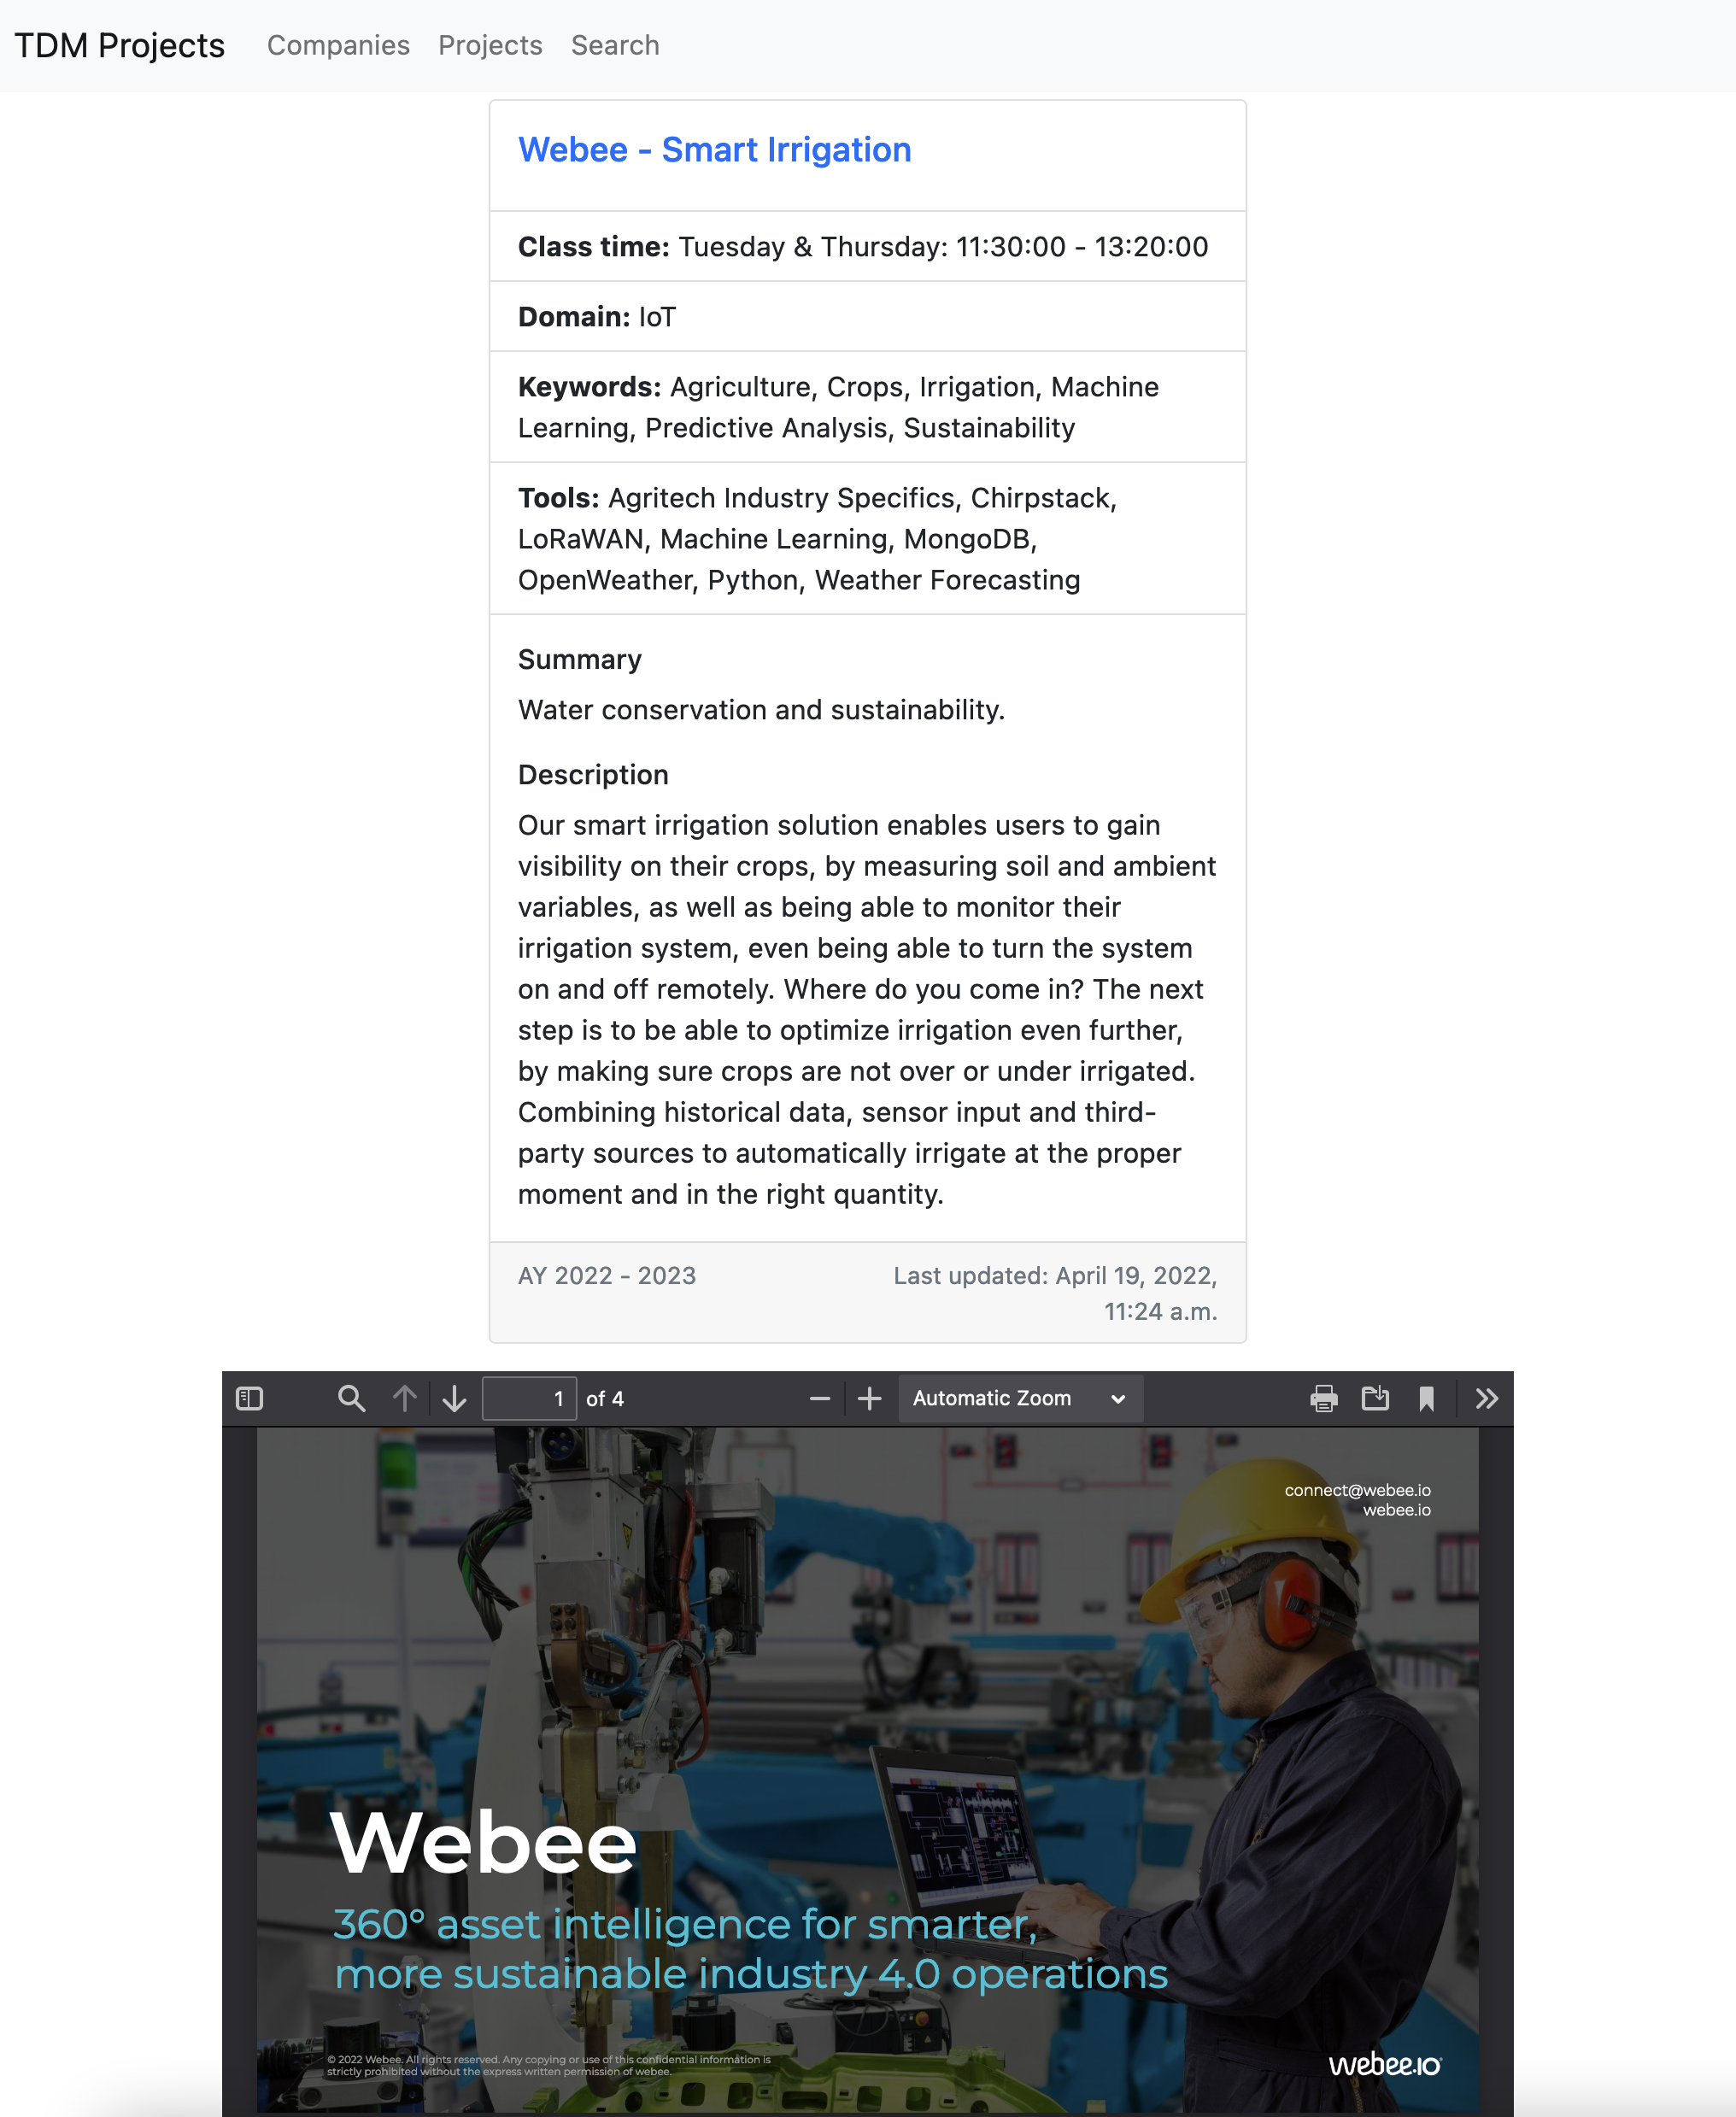 TDM Projects Companies Projects Search
Webee - Smart Irrigation
Class time: Tuesday & Thursday: 11:30:00 - 13:20:00
Domain: IoT
Keywords: Agriculture, Crops, Irrigation, Machine
Learning, Predictive Analysis, Sustainability
Tools: Agritech Industry Specifics, Chirpstack,
LoRaWAN, Machine Learning, MongoDB,
OpenWeather, Python, Weather Forecasting
Summary
Water conservation and sustainability.
Description
Our smart irrigation solution enables users to gain
visibility on their crops, by measuring soil and ambient
variables, as well as being able to monitor their
irrigation system, even being able to turn the system
on and off remotely. Where do you come in? The next
step is to be able to optimize irrigation even further,
by making sure crops are not over or under irrigated.
Combining historical data, sensor input and third-
party sources to automatically irrigate at the proper
moment and in the right quantity.
AY 2022 - 2023 Last updated: April 19, 2022,
11:24 a.m.
1 of 4 Automatic Zoom
connect@webee.io
webee.io
Webee
360° asset intelligence for smarter,
more sustainable industry 4.0 operations
© 2022 Webee. All rights reserved. Any copying or use of this confidential information is
strictly prohibited without the express written permission of webee.
webee.io